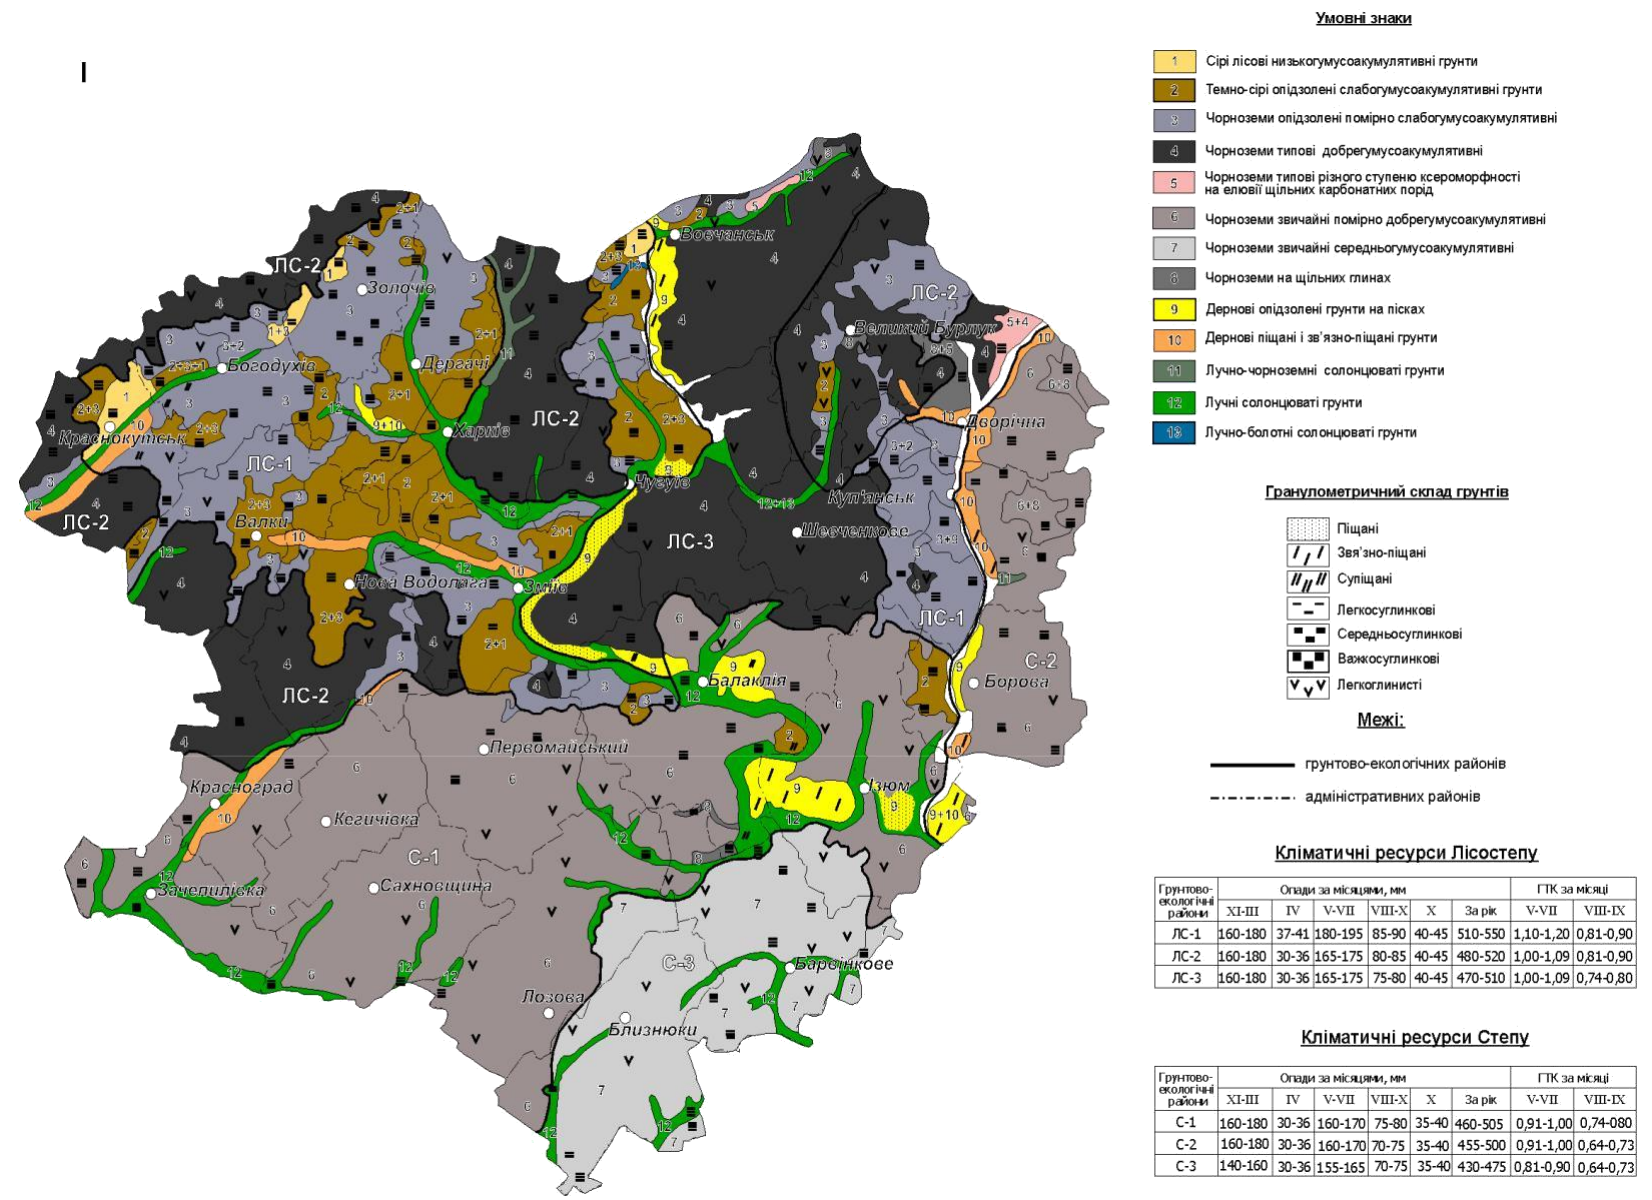 I
Умовні знаки
1 Сірі лісові низькогумусоакумулятивні грунти
2 Темно-сірі опідзолені слабогумусоакумулятивні грунти
3 Чорноземи опідзолені помірно слабогумусоакумулятивні
4 Чорноземи типові добрегумусоакумулятивні
5 Чорноземи типові різного ступеню ксероморфності
на елювії щільних карбонатних порід
6 Чорноземи звичайні помірно добрегумусоакумулятивні
7 Чорноземи звичайні середньогумусоакумулятивні
8 Чорноземи на щільних глинах
9 Дернові опідзолені грунти на пісках
10 Дернові піщані і зв'язно-піщані грунти
11 Лучно-чорноземні солонцюваті грунти
12 Лучні солонцюваті грунти
13 Лучно-болотні солонцюваті грунти
Гранулометричний склад грунтів
Піщані
Звя'зно-піщані
Супіщані
Легкосуглинкові
Середньосуглинкові
Важкосуглинкові
Легкоглинисті
Межі:
грунтово-екологічних районів
адміністративних районів
Кліматичні ресурси Лісостепу
Грунтово-екологічні райони Опади за місяцями, мм ГТК за місяці
XI-III IV V-VII VIII-X X За рік V-VII VIII-IX
ЛС-1 160-180 37-41 180-195 85-90 40-45 510-550 1,10-1,20 0,81-0,90
ЛС-2 160-180 30-36 165-175 80-85 40-45 480-520 1,00-1,09 0,81-0,90
ЛС-3 160-180 30-36 165-175 75-80 40-45 470-510 1,00-1,09 0,74-0,80
Кліматичні ресурси Степу
Грунтово-екологічні райони Опади за місяцями, мм ГТК за місяці
XI-III IV V-VII VIII-X X За рік V-VII VIII-IX
С-1 160-180 30-36 160-170 75-80 35-40 460-505 0,91-1,00 0,74-080
С-2 160-180 30-36 160-170 70-75 35-40 455-500 0,91-1,00 0,64-0,73
С-3 140-160 30-36 155-165 70-75 35-40 430-475 0,81-0,90 0,64-0,73
Вовчанськ
ЛС-2
Золочів
ЛС-2
Великий Бурлук
Богодухів
Дергачі
ЛС-2
Краснокутськ
Харків
Дворічна
ЛС-1
Чугуїв
Куп'янськ
ЛС-2
Валки
ЛС-3
Шевченкове
Нова Водолага
Зміїв
ЛС-1
С-2
Балаклія
Борова
ЛС-2
Первомайський
Красноград
Ізюм
Кегичівка
С-1
Зачепилівка
Сахновщина
С-3
Барвінкове
Лозова
Близнюки